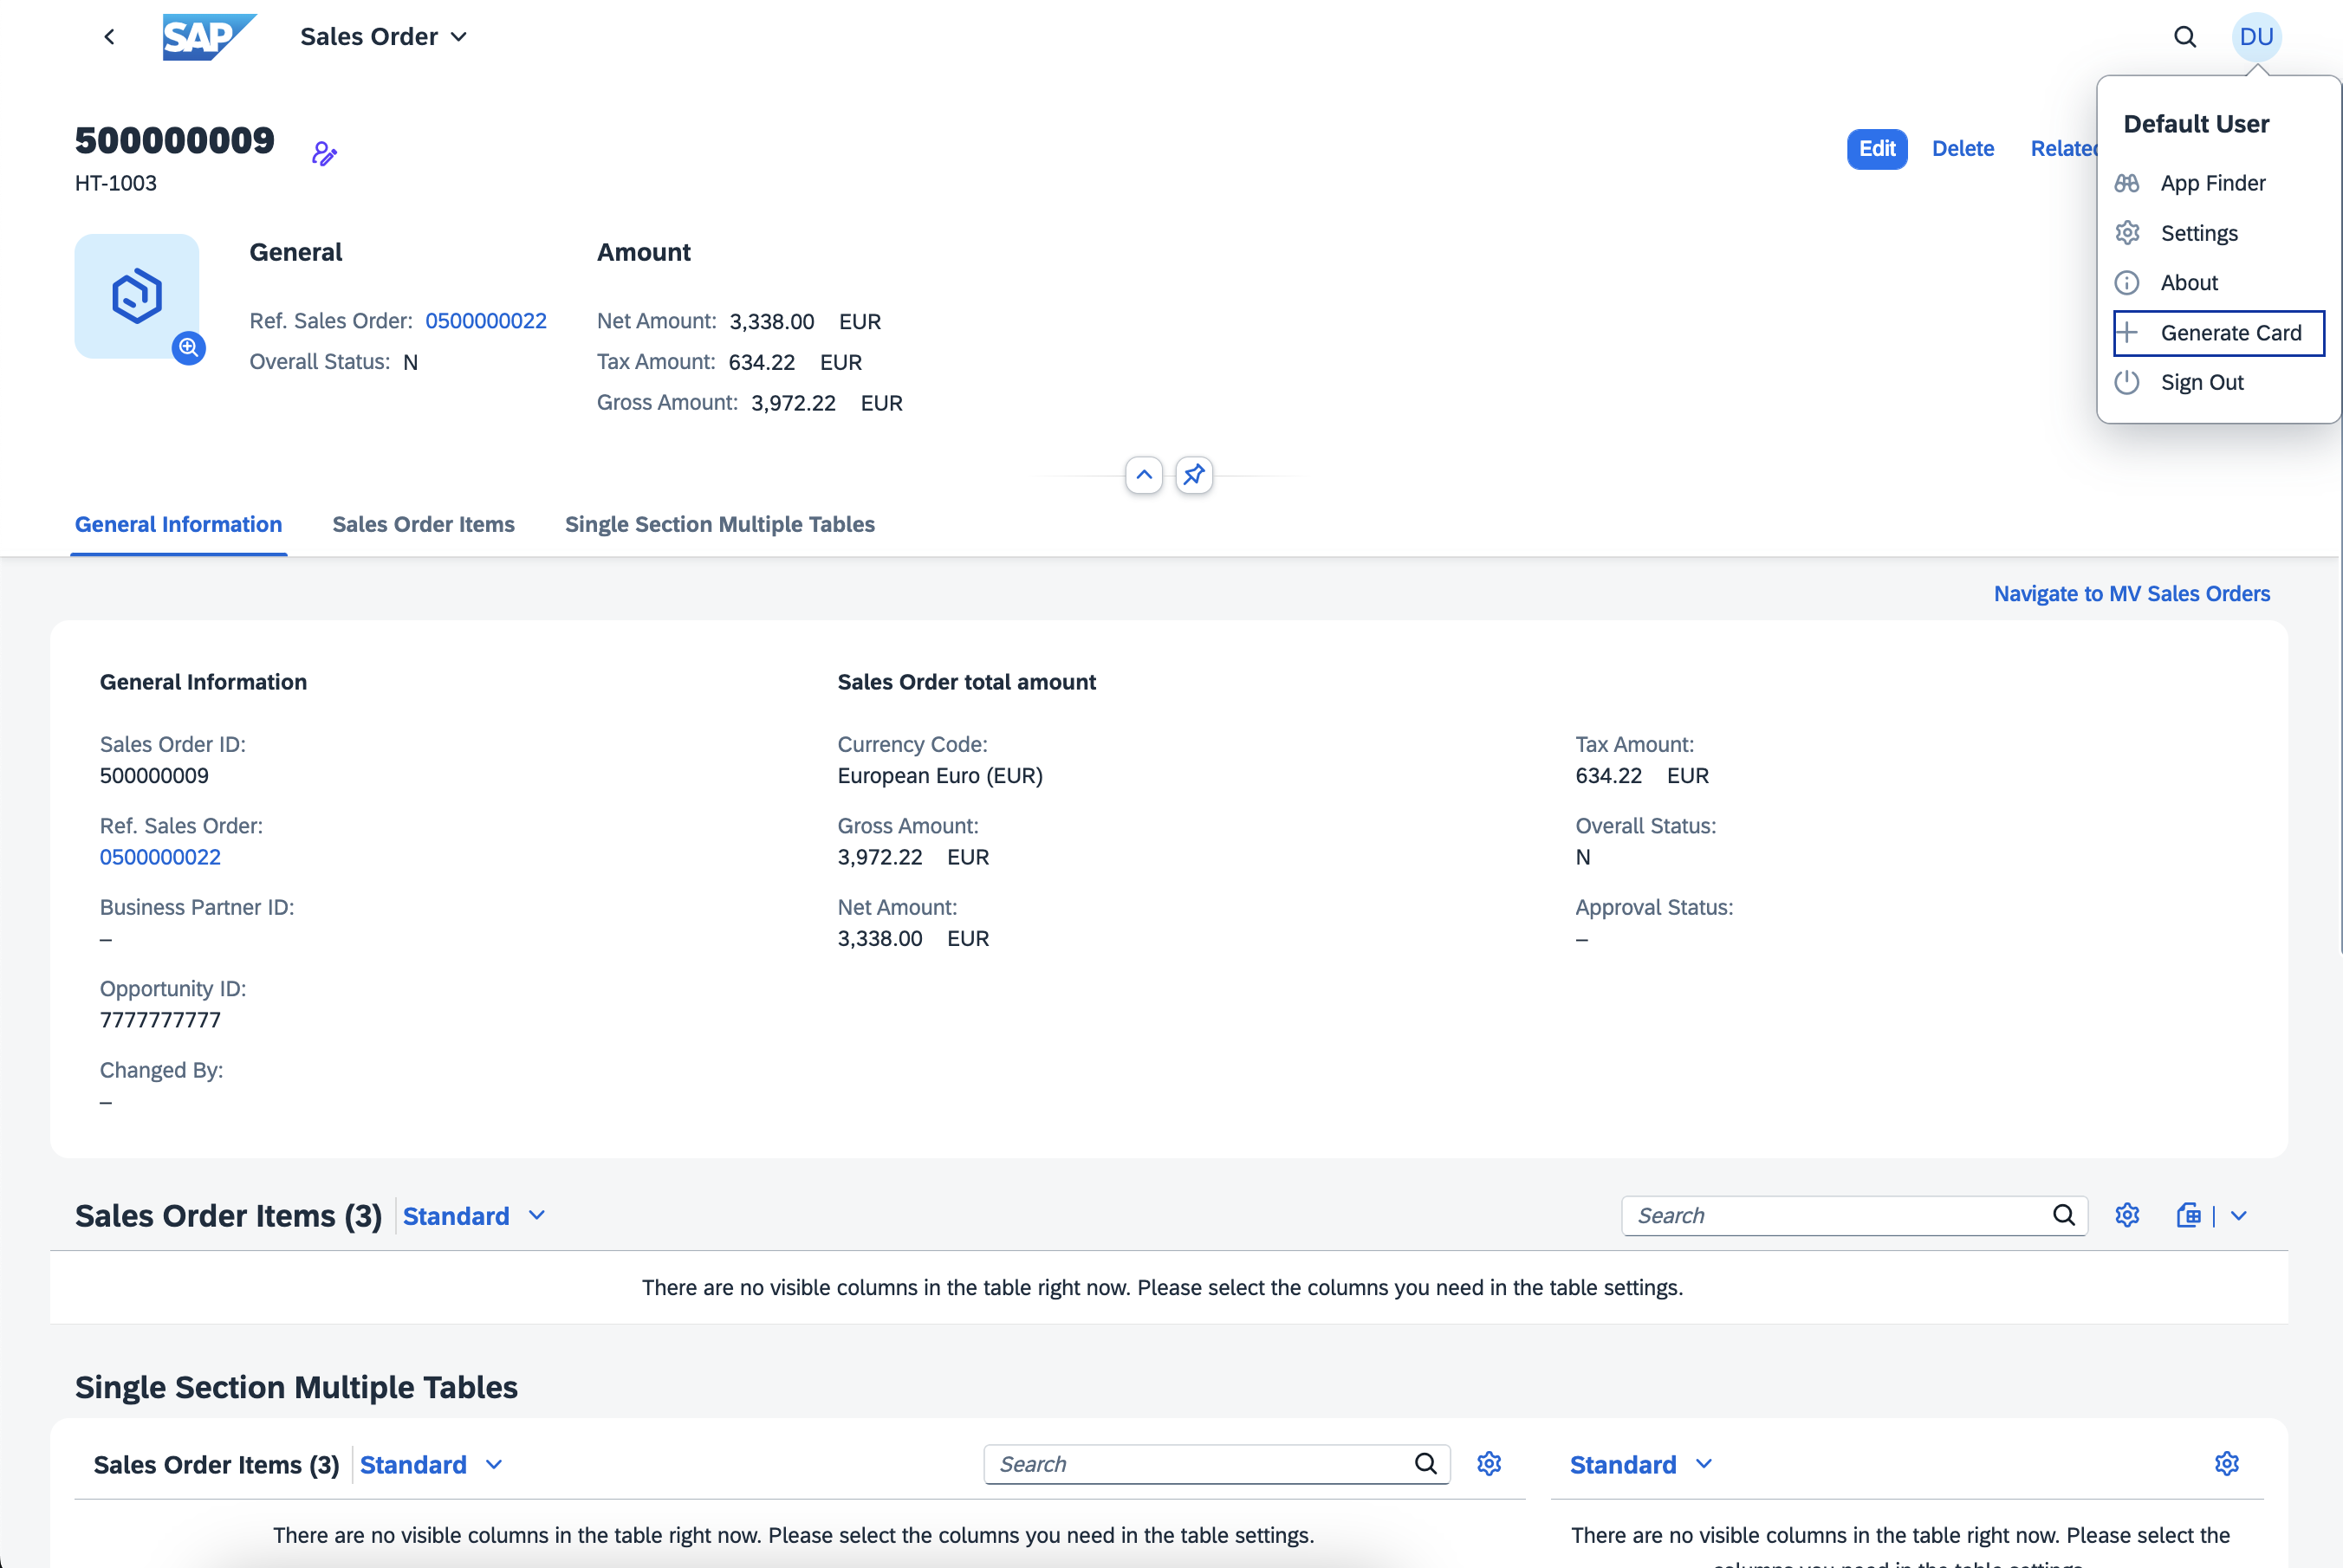 SAP Sales Order
DU
500000009
HT-1003
Edit Delete Related
Default User
App Finder
Settings
About
Generate Card
Sign Out
General
Ref. Sales Order: 0500000022
Overall Status: N
Amount
Net Amount: 3,338.00 EUR
Tax Amount: 634.22 EUR
Gross Amount: 3,972.22 EUR
General Information Sales Order Items Single Section Multiple Tables
Navigate to MV Sales Orders
General Information
Sales Order ID:
500000009
Ref. Sales Order:
0500000022
Business Partner ID:
–
Opportunity ID:
7777777777
Changed By:
–
Sales Order total amount
Currency Code:
European Euro (EUR)
Gross Amount:
3,972.22 EUR
Net Amount:
3,338.00 EUR
Tax Amount:
634.22 EUR
Overall Status:
N
Approval Status:
–
Sales Order Items (3) Standard
Search
There are no visible columns in the table right now. Please select the columns you need in the table settings.
Single Section Multiple Tables
Sales Order Items (3) Standard
Search
There are no visible columns in the table right now. Please select the columns you need in the table settings.
Standard
There are no visible columns in the table right now. Please select the
columns you need in the table settings.